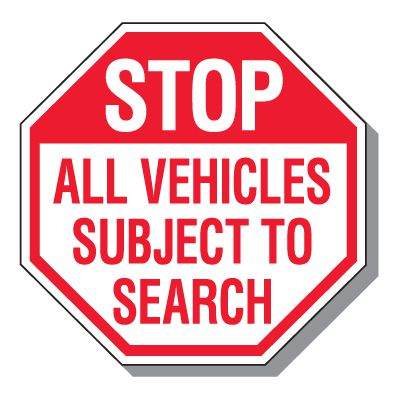 STOP
ALL VEHICLES
SUBJECT TO
SEARCH